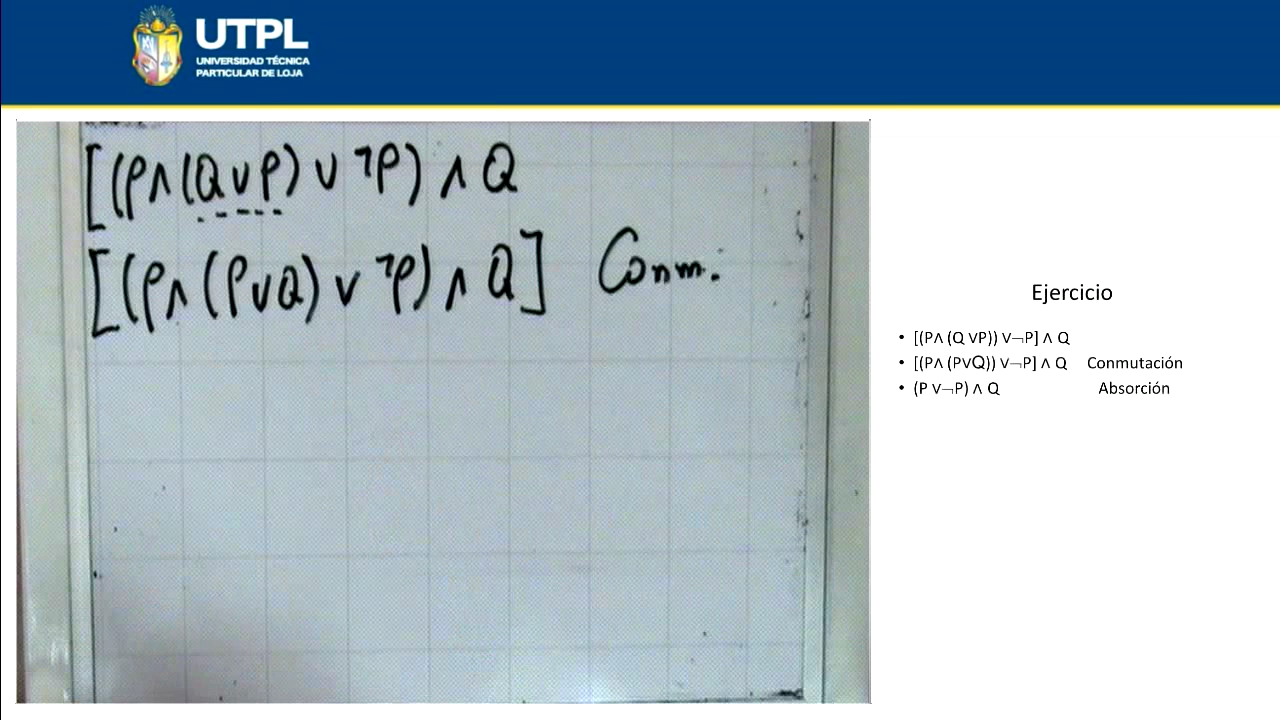 UTPL
UNIVERSIDAD TÉCNICA
PARTICULAR DE LOJA
[(P∧(Q∨P) ∨ ¬P) ∧ Q
[(P∧ (P∨Q) ∨ ¬P) ∧ Q] Conm.
Ejercicio
• [(P∧ (Q ∨P)) ∨¬P] ∧ Q
• [(P∧ (P∨Q)) ∨¬P] ∧ Q Conmutación
• (P ∨¬P) ∧ Q Absorción